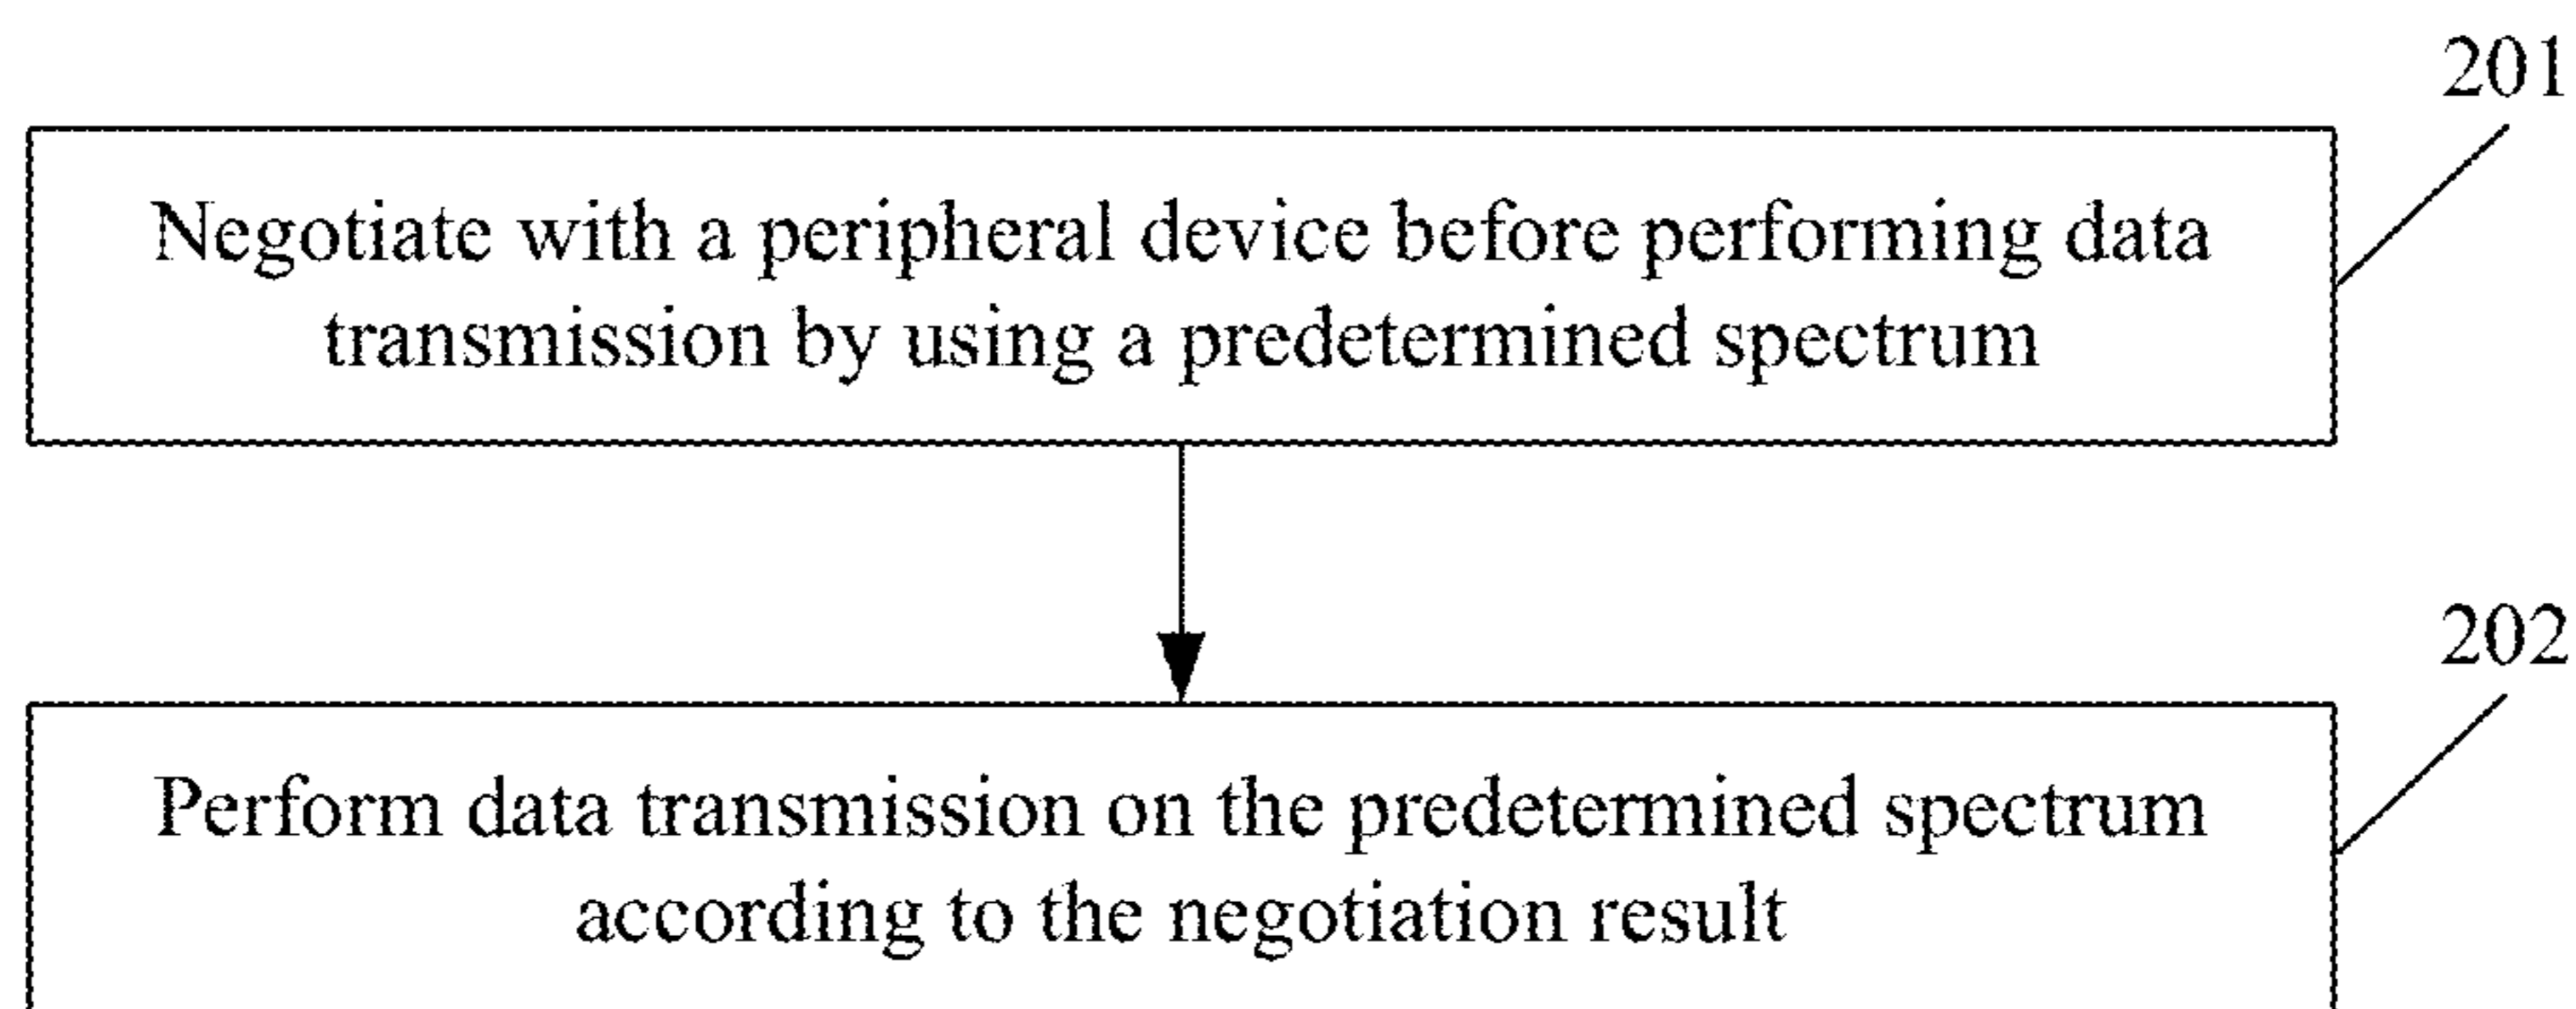 201
Negotiate with a peripheral device before performing data
transmission by using a predetermined spectrum
202
Perform data transmission on the predetermined spectrum
according to the negotiation result